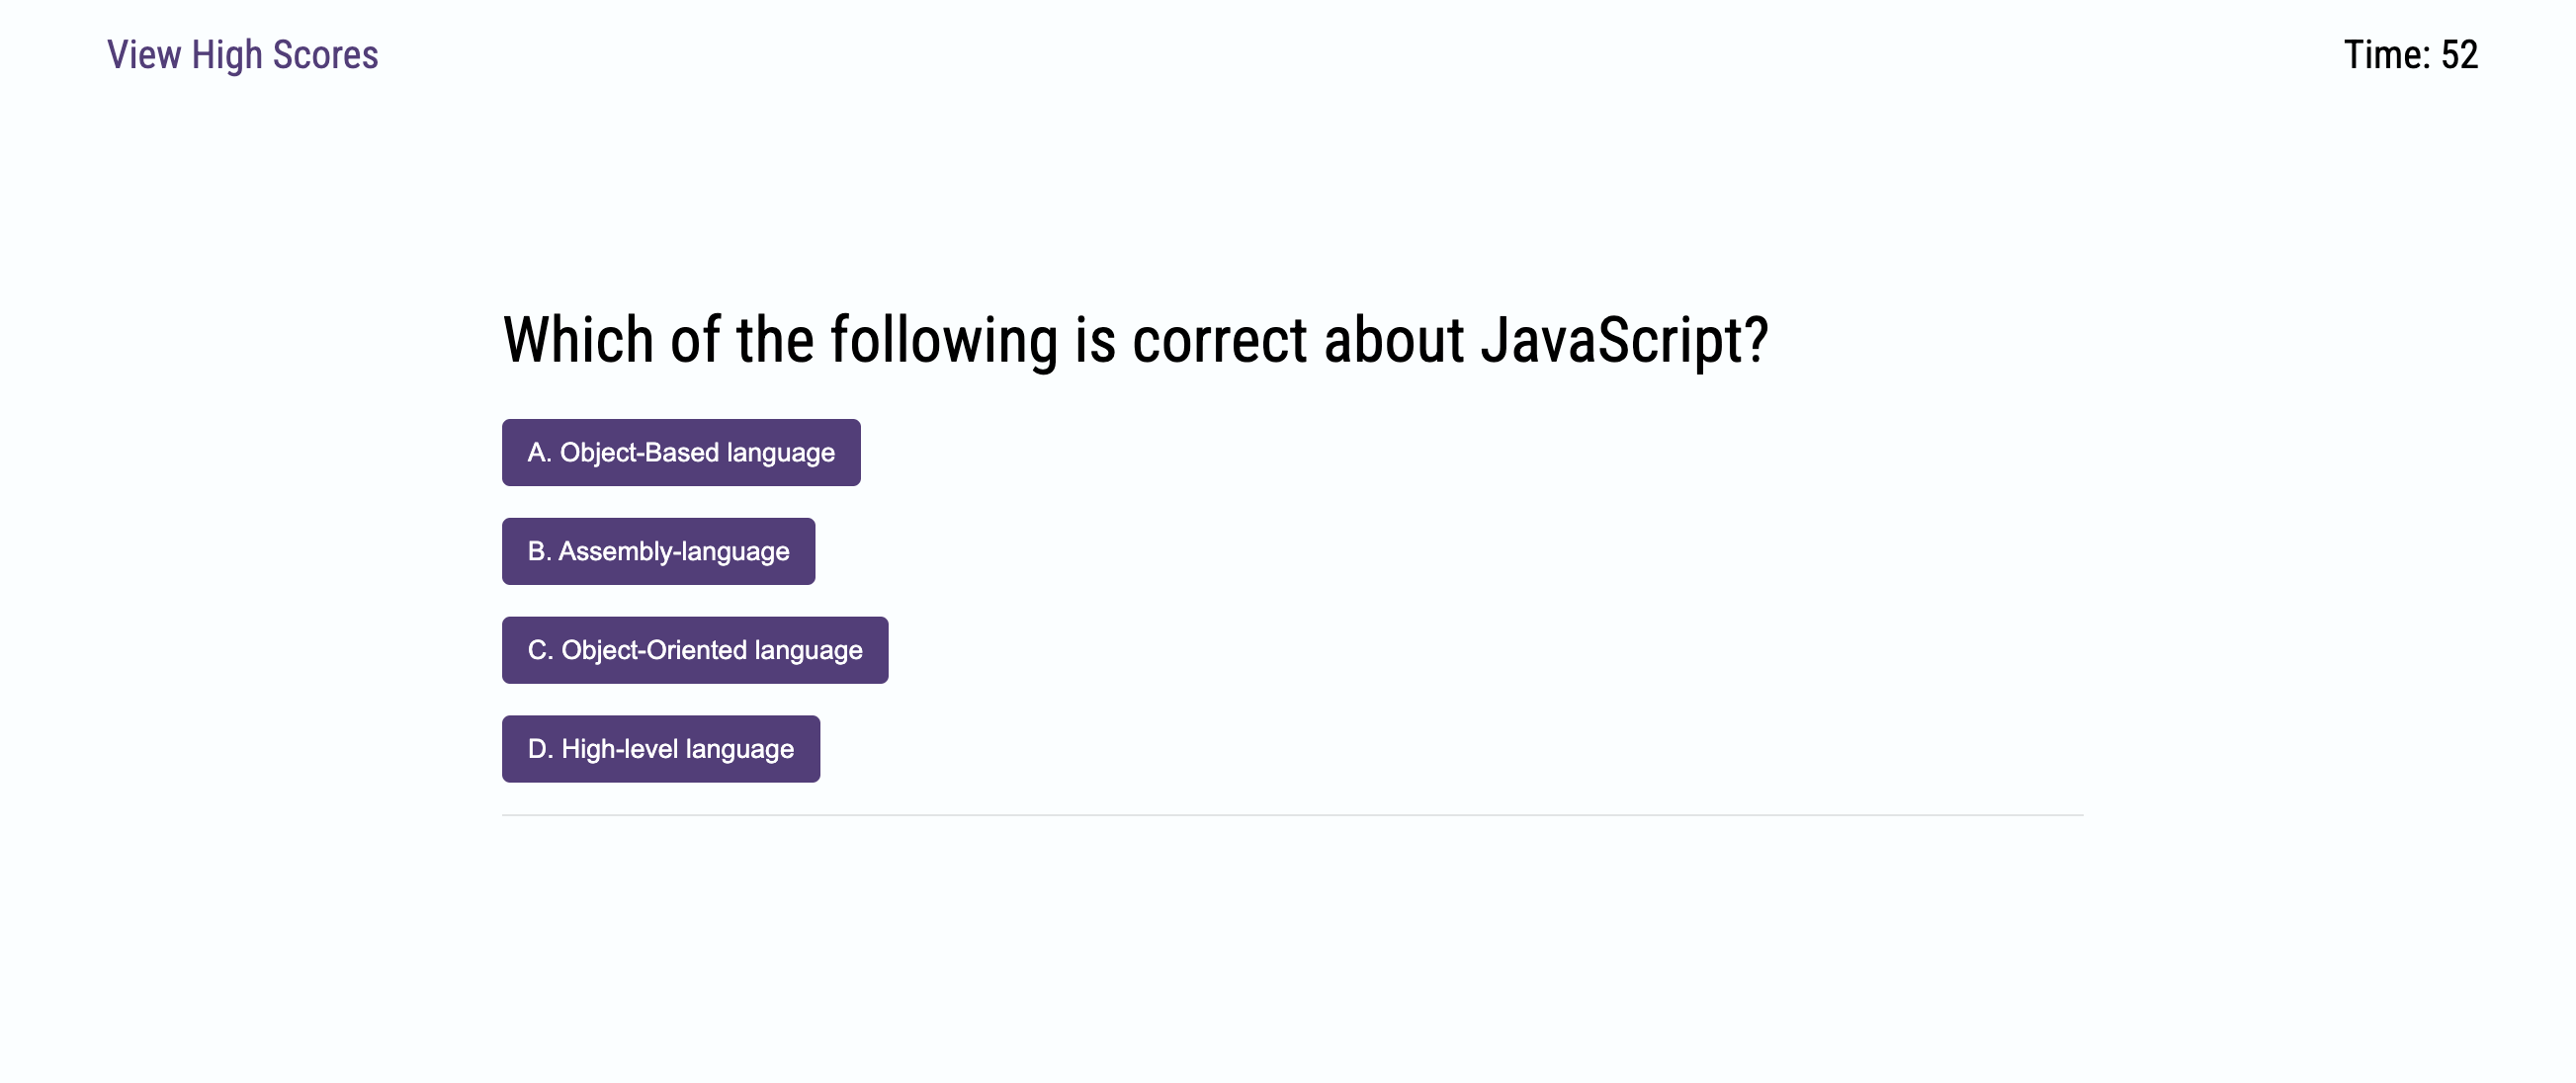 View High Scores
Time: 52
Which of the following is correct about JavaScript?
A. Object-Based language
B. Assembly-language
C. Object-Oriented language
D. High-level language